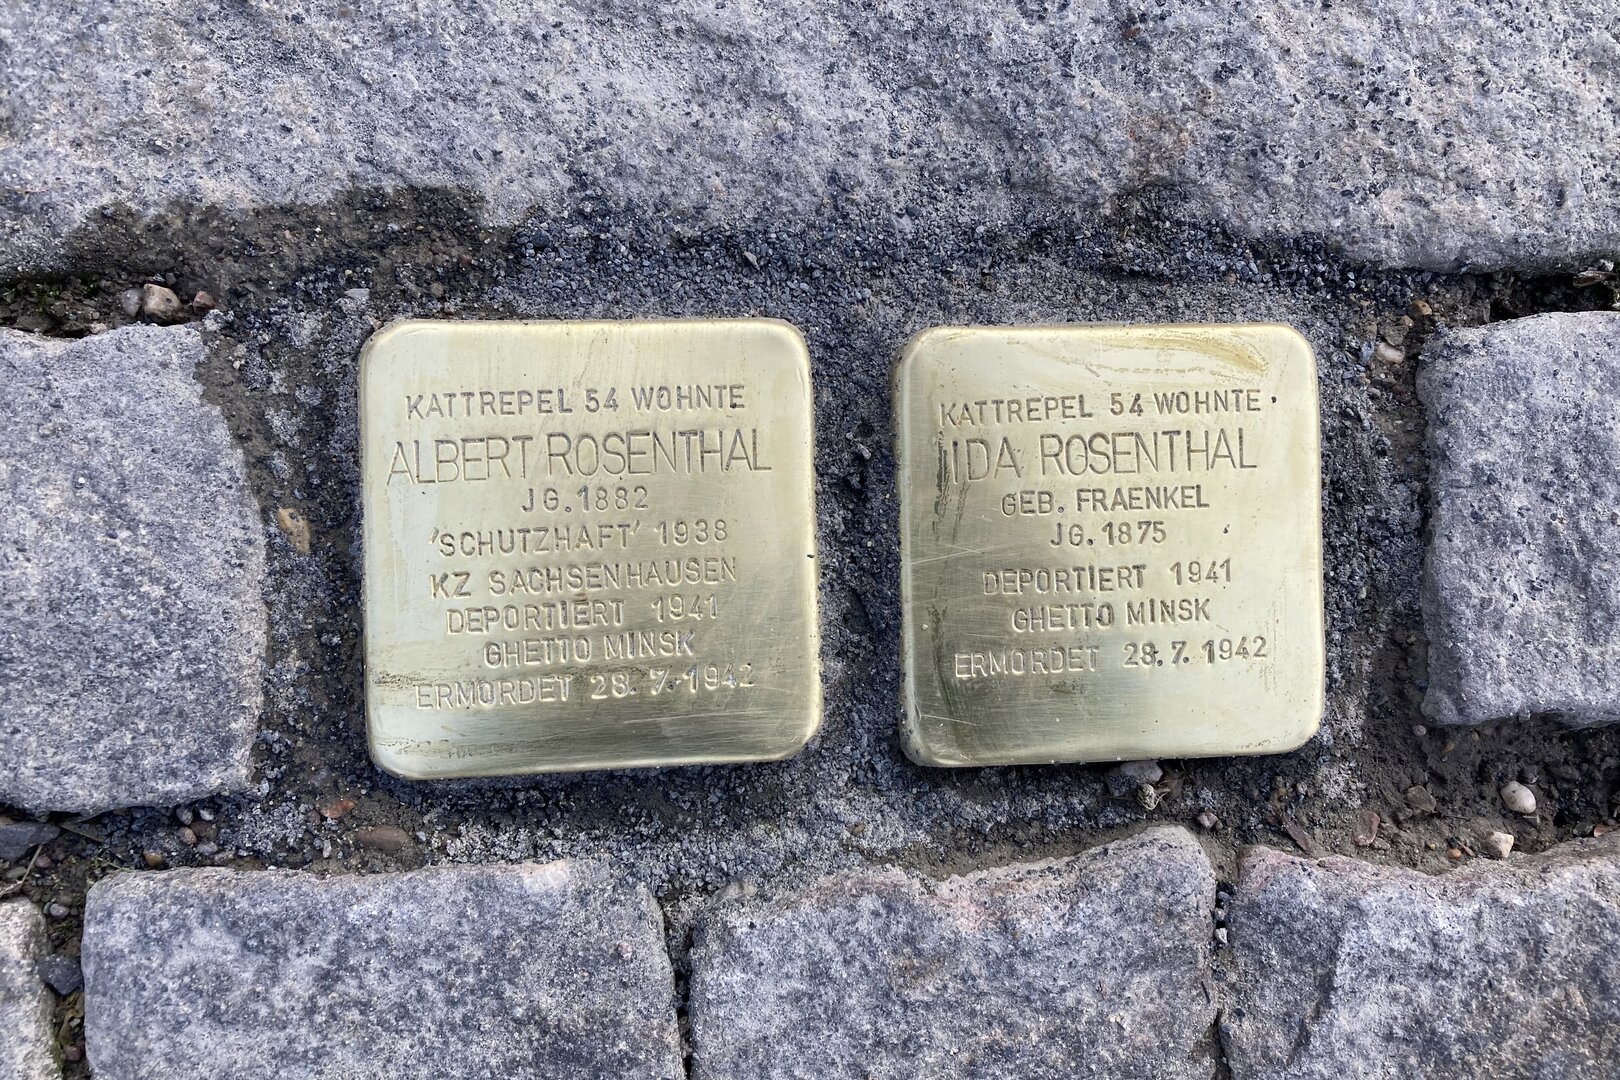 KATTREPEL 54 WOHNTE
ALBERT ROSENTHAL
JG. 1882
'SCHUTZHAFT' 1938
KZ SACHSENHAUSEN
DEPORTIERT 1941
GHETTO MINSK
ERMORDET 28.7.1942
KATTREPEL 54 WOHNTE
IDA ROSENTHAL
GEB. FRAENKEL
JG. 1875
DEPORTIERT 1941
GHETTO MINSK
ERMORDET 28.7.1942